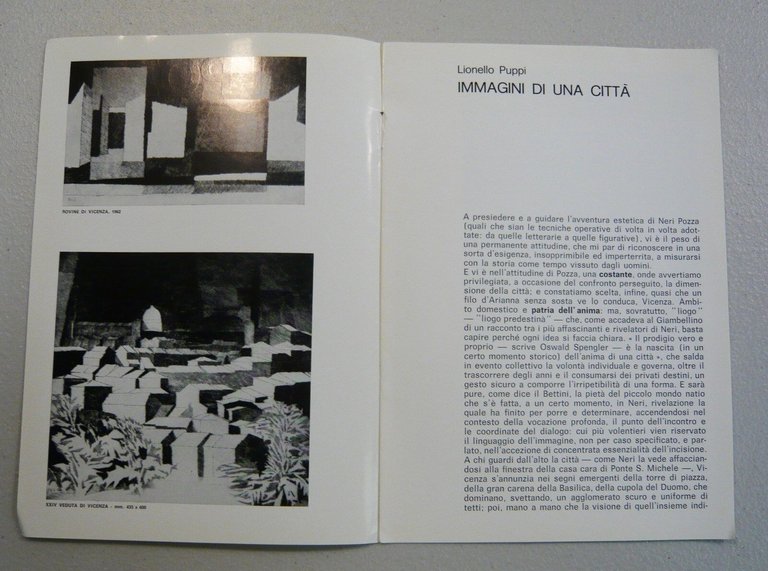 ROVINE DI VICENZA, 1962
XXIV VEDUTA DI VICENZA - mm. 435 x 400
Lionello Puppi
IMMAGINI DI UNA CITTÀ
A presiedere e a guidare l'avventura estetica di Neri Pozza
(quali che sian le tecniche operative di volta in volta adot-
tate: da quelle letterarie a quelle figurative), vi è il peso di
una permanente attitudine, che mi par di riconoscere in una
sorta d'esigenza, insopprimibile ed imperterrita, a misurarsi
con la storia come tempo vissuto dagli uomini.
E vi è nell'attitudine di Pozza, una costante, onde avvertiamo
privilegiata, a occasione del confronto perseguito, la dimen-
sione della città; e constatiamo scelta, infine, quasi che un
filo d'Arianna senza sosta ve lo conduca, Vicenza. Ambi-
to domestico e patria dell'anima: ma, sovratutto, "liogo"
— "liogo predestinà" — che, come accadeva al Giambellino
di un racconto tra i più affascinanti e rivelatori di Neri, basta
capire perché ogni idea si faccia chiara. « Il prodigio vero e
proprio — scrive Oswald Spengler — è la nascita (in un
certo momento storico) dell'anima di una città », che salda
in evento collettivo la volontà individuale e governa, oltre il
trascorrere degli anni e il consumarsi dei privati destini, un
gesto sicuro a comporre l'irripetibilità di una forma. E sarà
pure, come dice il Bettini, la pietà del piccolo mondo natio
che s'è fatta, a un certo momento, in Neri, rivelazione la
quale ha finito per porre e determinare, accendendosi nel
contesto della vocazione profonda, il punto dell'incontro e
le coordinate del dialogo: cui più volentieri vien riservato
il linguaggio dell'immagine, non per caso specificato, e par-
lato, nell'accezione di concentrata essenzialità dell'incisione.
A chi guardi dall'alto la città — come Neri la vede affaccian-
dosi alla finestra della casa cara di Ponte S. Michele —, Vi-
cenza s'annunzia nei segni emergenti della torre di piazza,
della gran carena della Basilica, della cupola del Duomo, che
dominano, svettando, un agglomerato scuro e uniforme di
tetti; poi, mano a mano che la visione di quell'insieme indi-